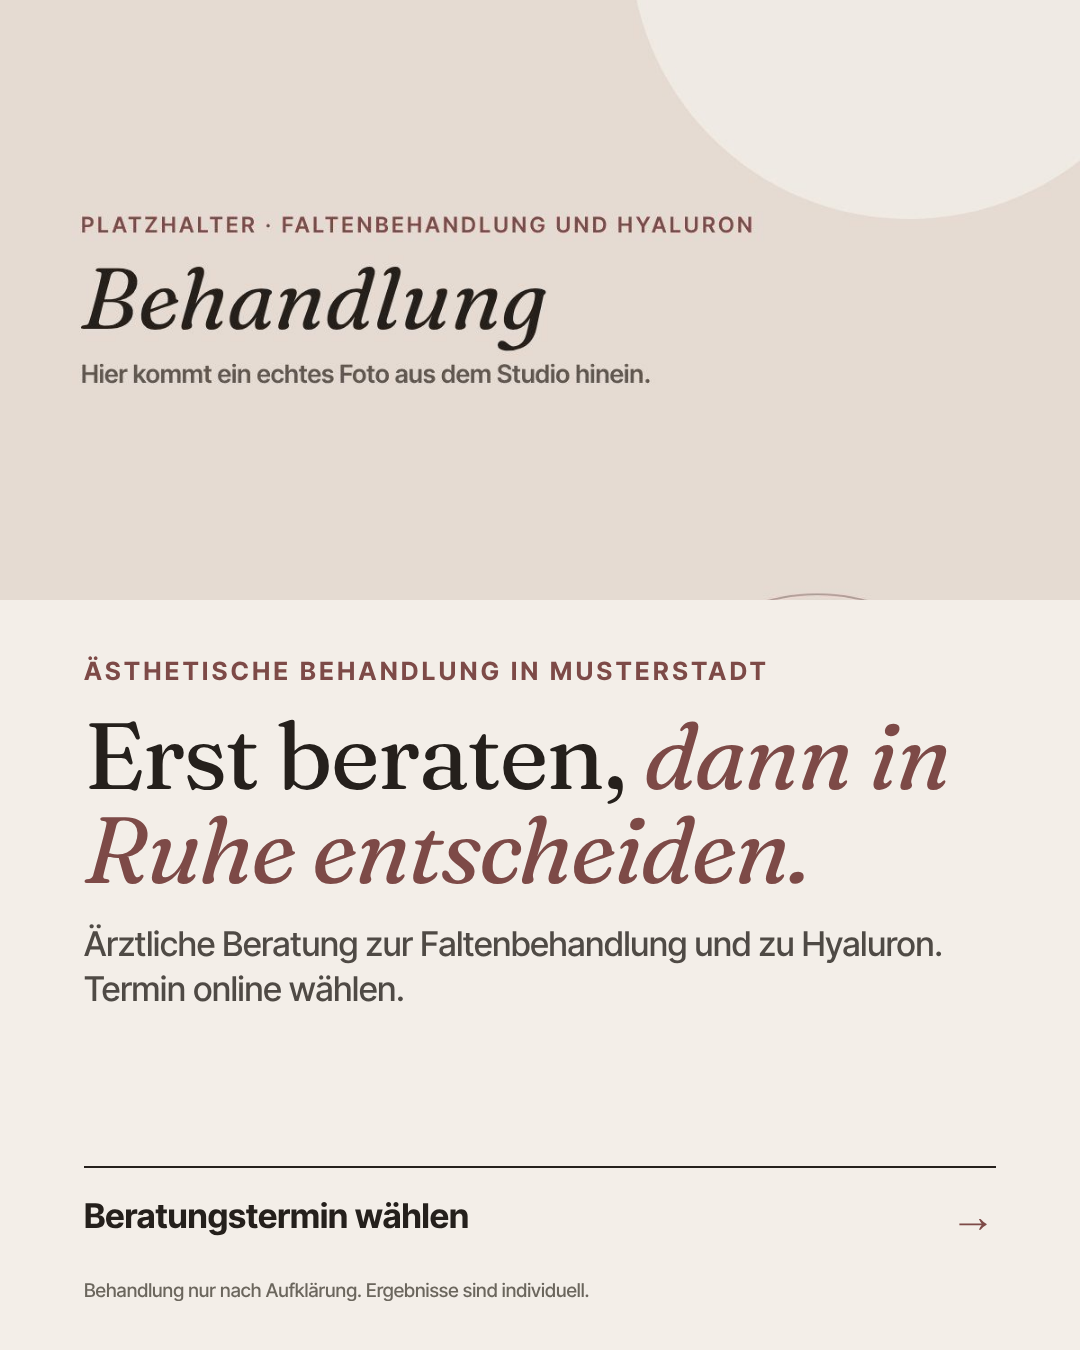 PLATZHALTER · FALTENBEHANDLUNG UND HYALURON
Behandlung
Hier kommt ein echtes Foto aus dem Studio hinein.
ÄSTHETISCHE BEHANDLUNG IN MUSTERSTADT
Erst beraten, dann in
Ruhe entscheiden.
Ärztliche Beratung zur Faltenbehandlung und zu Hyaluron.
Termin online wählen.
Beratungstermin wählen →
Behandlung nur nach Aufklärung. Ergebnisse sind individuell.